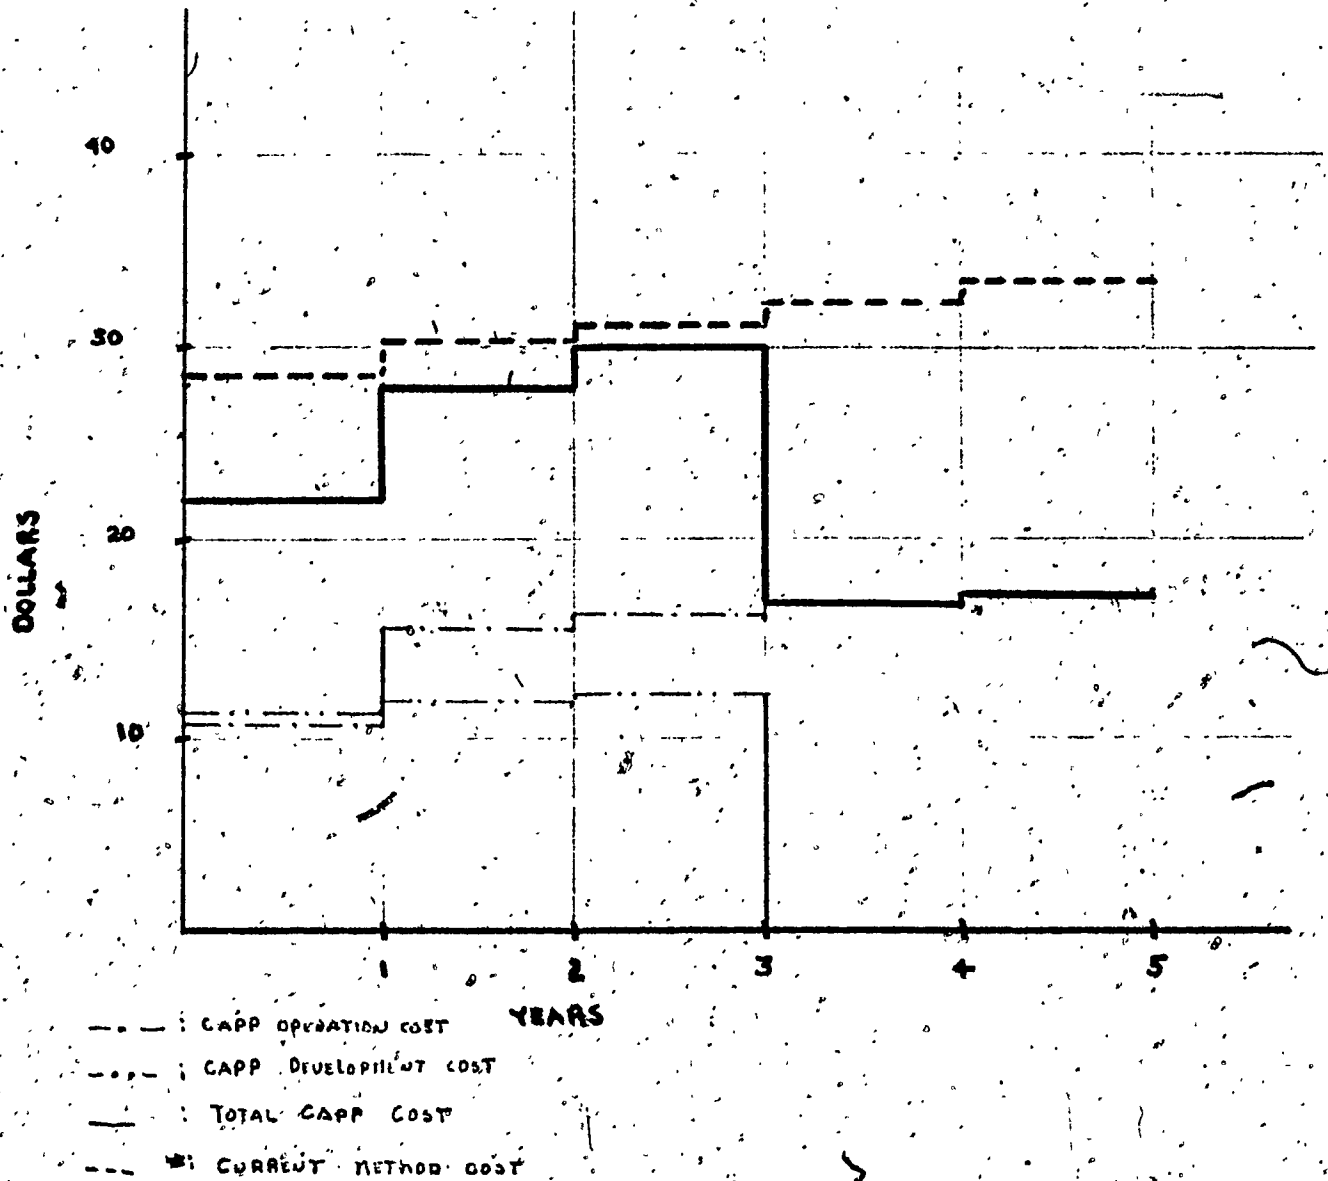 40
30
20
10
DOLLARS
1 2 3 4 5
YEARS
: CAPP OPERATION COST
: CAPP DEVELOPMENT COST
: TOTAL CAPP COST
: CURRENT METHOD COST